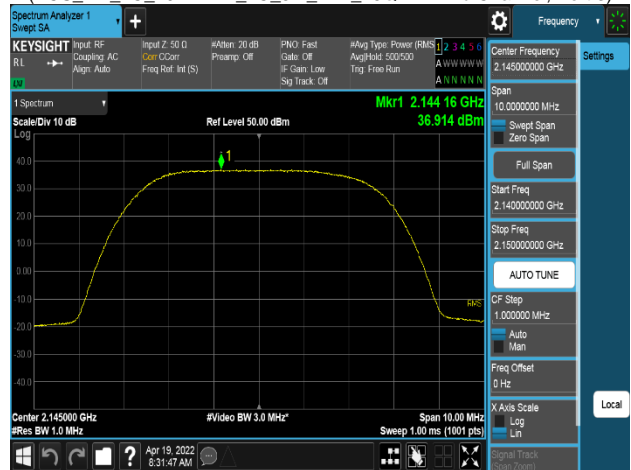 Spectrum Analyzer 1
Swept SA
Frequency
KEYSIGHT
RL
Input: RF
Coupling: AC
Align: Auto
Input Z: 50 Ω
Corr CCorr
Freq Ref: Int (S)
#Atten: 20 dB
Preamp: Off
PNO: Fast
Gate: Off
IF Gain: Low
Sig Track: Off
#Avg Type: Power (RMS
Avg|Hold: 500/500
Trig: Free Run
1 2 3 4 5 6
A W W W W W
A N N N N N
1 Spectrum
Scale/Div 10 dB
Log
Ref Level 50.00 dBm
Mkr1 2.144 16 GHz
36.914 dBm
40.0
30.0
20.0
10.0
0.00
-10.0
-20.0
-30.0
-40.0
1
RMS
Center 2.145000 GHz
#Res BW 1.0 MHz
#Video BW 3.0 MHz*
Span 10.00 MHz
Sweep 1.00 ms (1001 pts)
Center Frequency
2.145000000 GHz
Span
10.0000000 MHz
Swept Span
Zero Span
Full Span
Start Freq
2.140000000 GHz
Stop Freq
2.150000000 GHz
AUTO TUNE
CF Step
1.000000 MHz
Auto
Man
Freq Offset
0 Hz
X Axis Scale
Log
Lin
Signal Track
(Span Zoom)
Settings
Local
?
Apr 19, 2022
8:31:47 AM